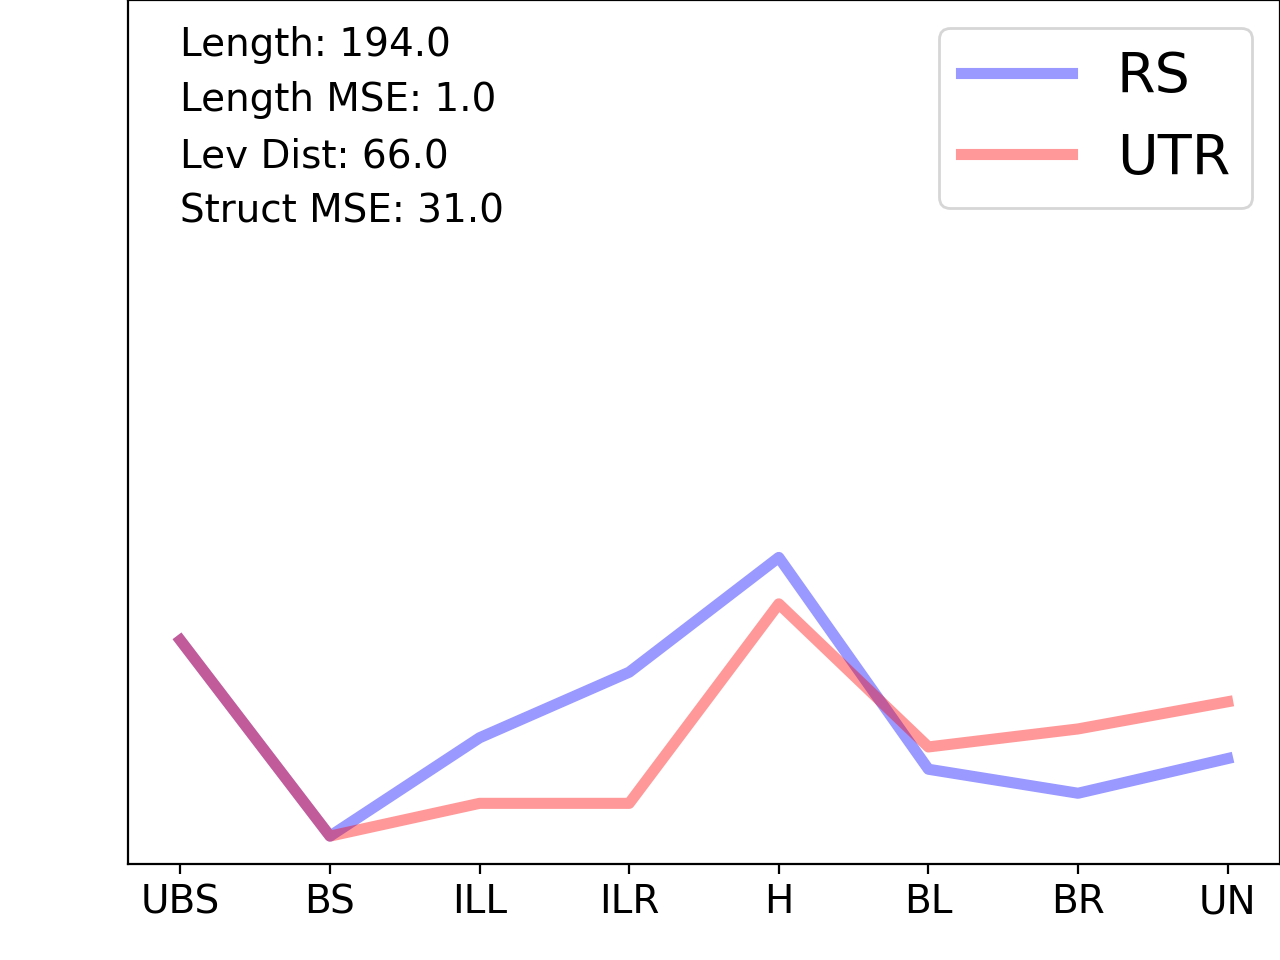 Length: 194.0
Length MSE: 1.0
Lev Dist: 66.0
Struct MSE: 31.0
RS
UTR
UBS BS ILL ILR H BL BR UN